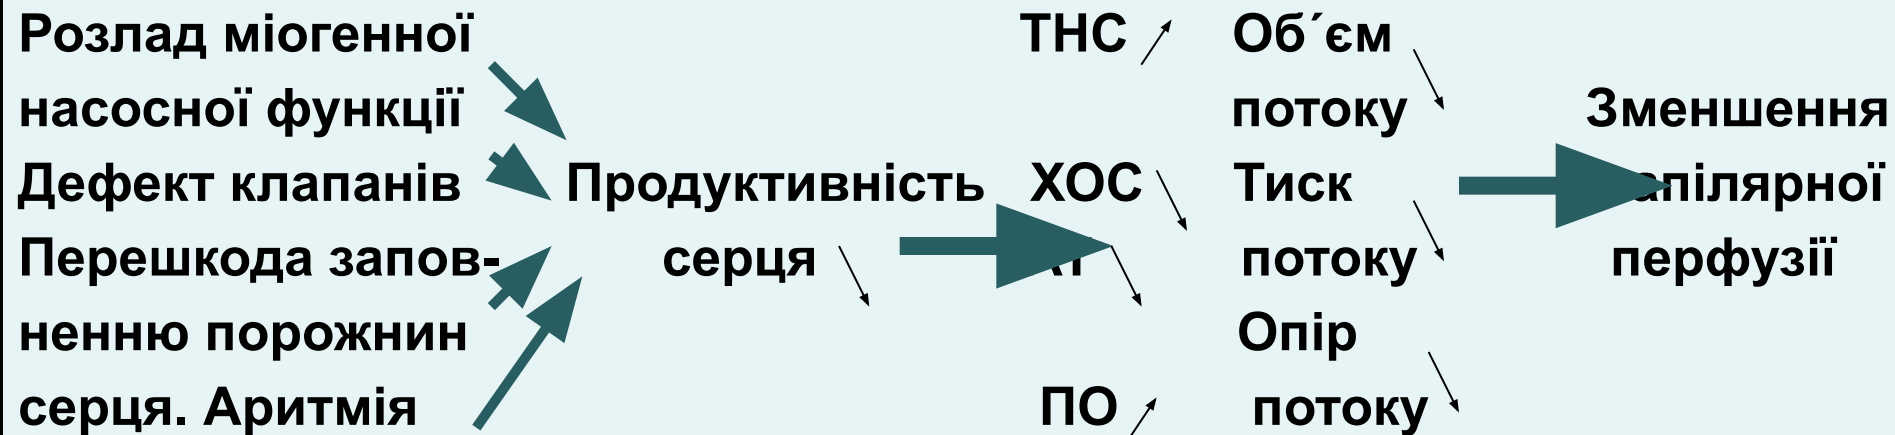 Розлад міогенної
насосної функції
Дефект клапанів
Перешкода запов-
ненню порожнин
серця. Аритмія
Продуктивність
серця
ТНС
ХОС
ПО
Об´єм
потоку
Тиск
потоку
Опір
потоку
Зменшення
перфузії